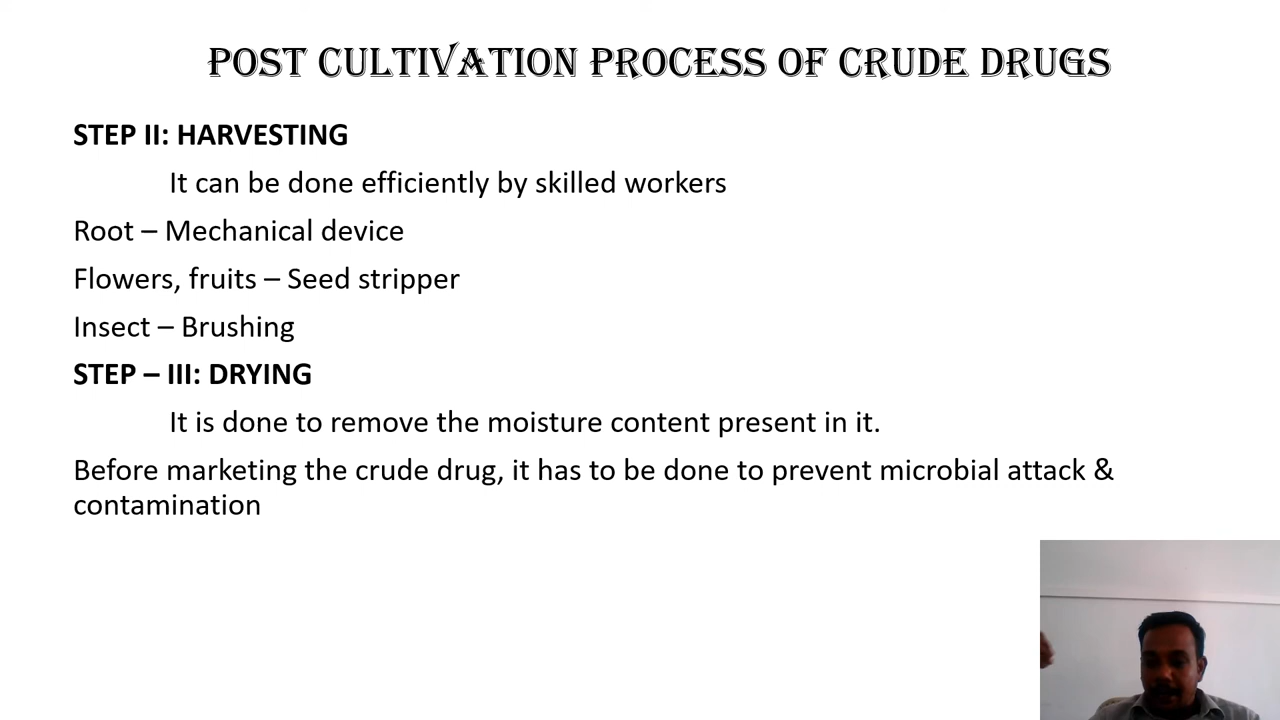 POST CULTIVATION PROCESS OF CRUDE DRUGS
STEP II: HARVESTING
It can be done efficiently by skilled workers
Root – Mechanical device
Flowers, fruits – Seed stripper
Insect – Brushing
STEP – III: DRYING
It is done to remove the moisture content present in it.
Before marketing the crude drug, it has to be done to prevent microbial attack &
contamination